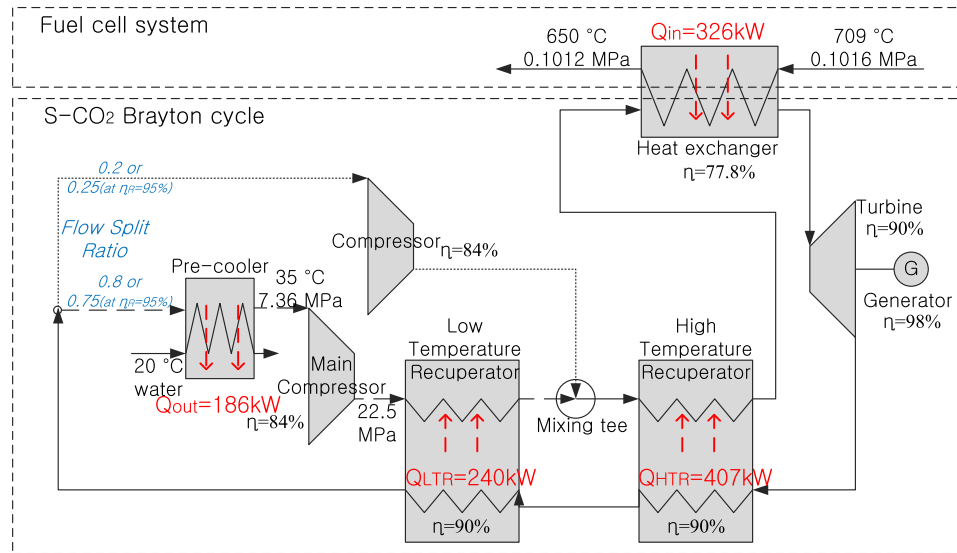 Fuel cell system
650 °C
0.1012 MPa
Qin=326kW
709 °C
0.1016 MPa
S-CO2 Brayton cycle
Heat exchanger
η=77.8%
0.2 or
0.25(at ηR=95%)
Flow Split
Ratio
0.8 or
0.75(at ηR=95%)
Compressor
η=84%
Turbine
η=90%
G
Generator
η=98%
Pre-cooler
35 °C
7.36 MPa
20 °C
water
Qout=186kW
Main
Compressor
η=84%
22.5
MPa
Low
Temperature
Recuperator
QLTR=240kW
η=90%
Mixing tee
High
Temperature
Recuperator
QHTR=407kW
η=90%